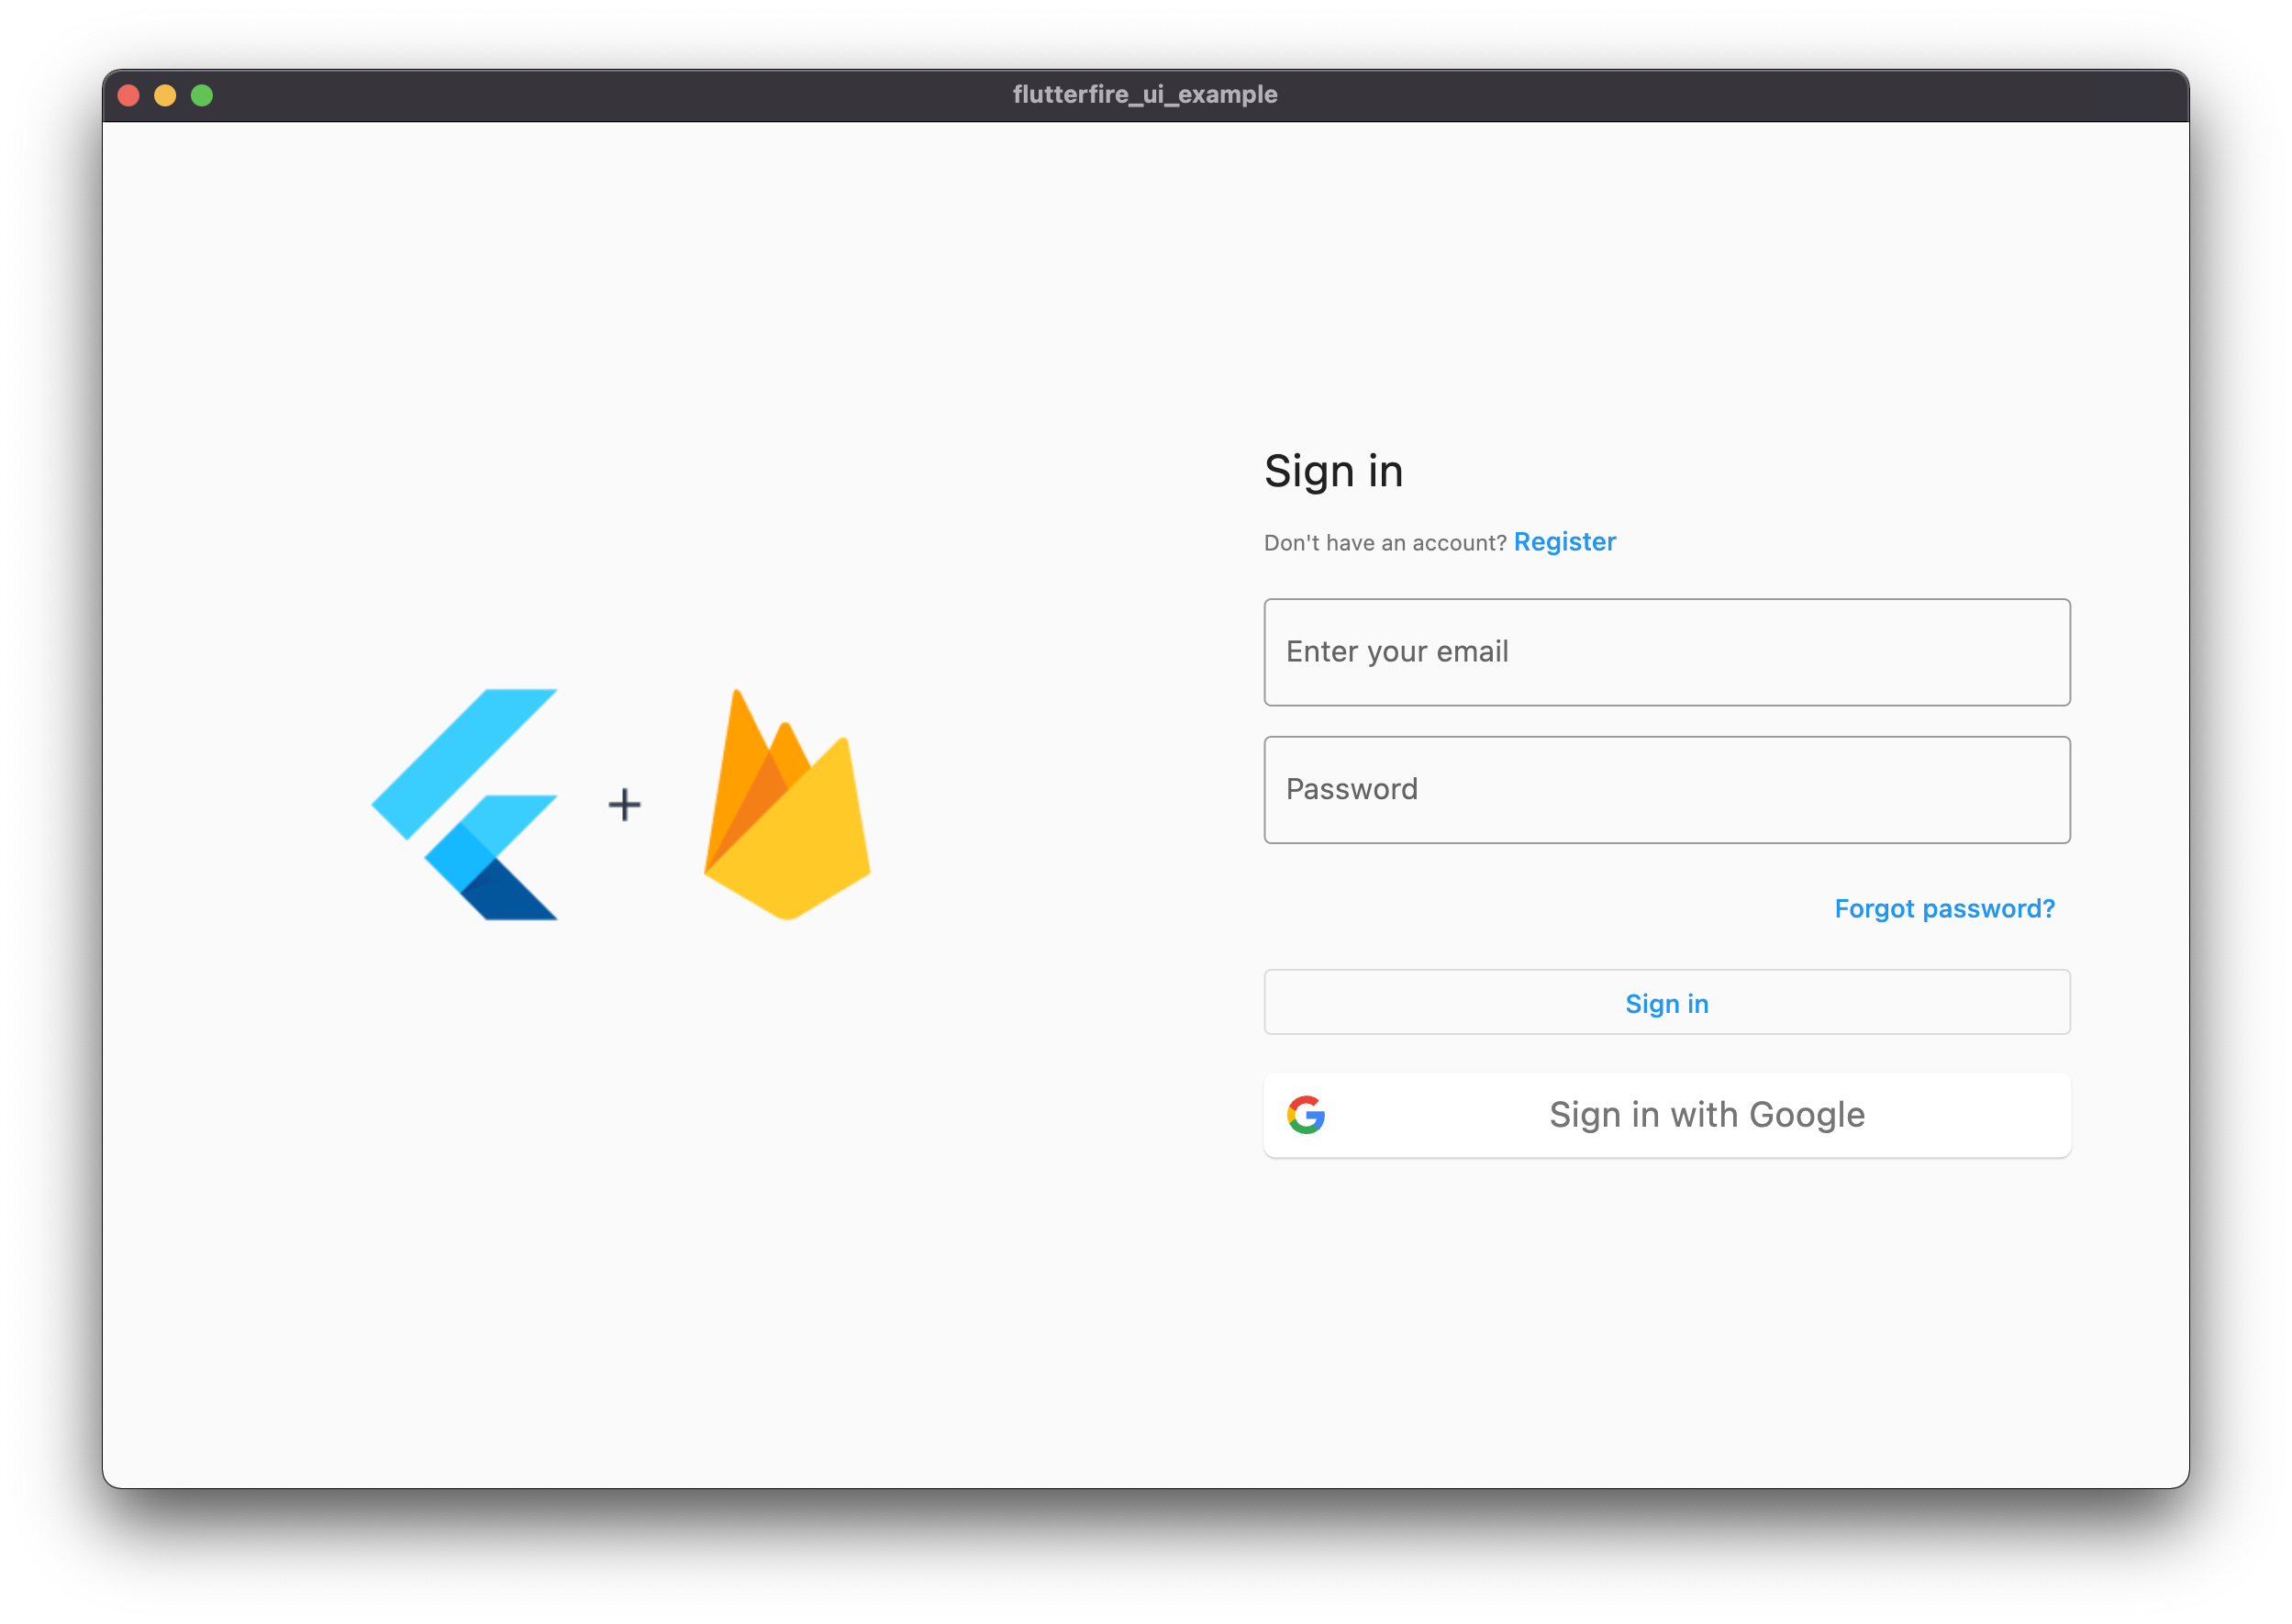 flutterfire_ui_example
Sign in
Don't have an account? Register
Enter your email
Password
Forgot password?
Sign in
Sign in with Google